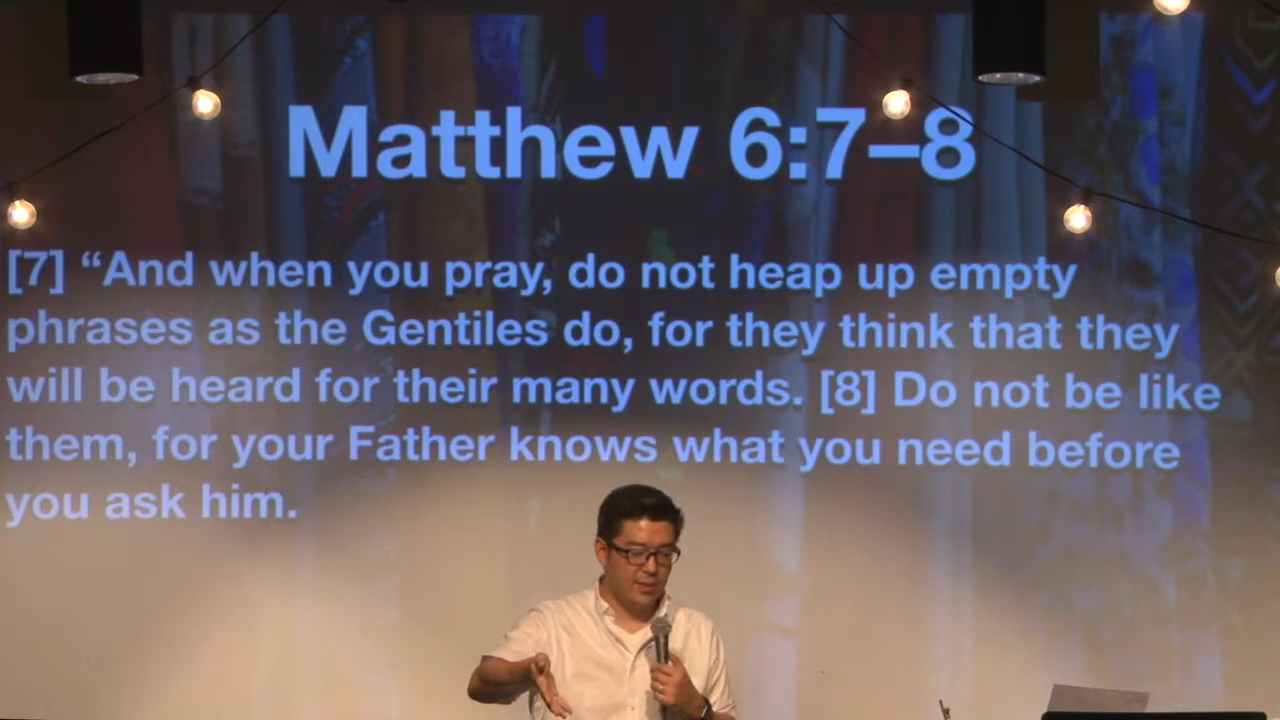 Matthew 6:7–8
[7] “And when you pray, do not heap up empty
phrases as the Gentiles do, for they think that they
will be heard for their many words. [8] Do not be like
them, for your Father knows what you need before
you ask him.